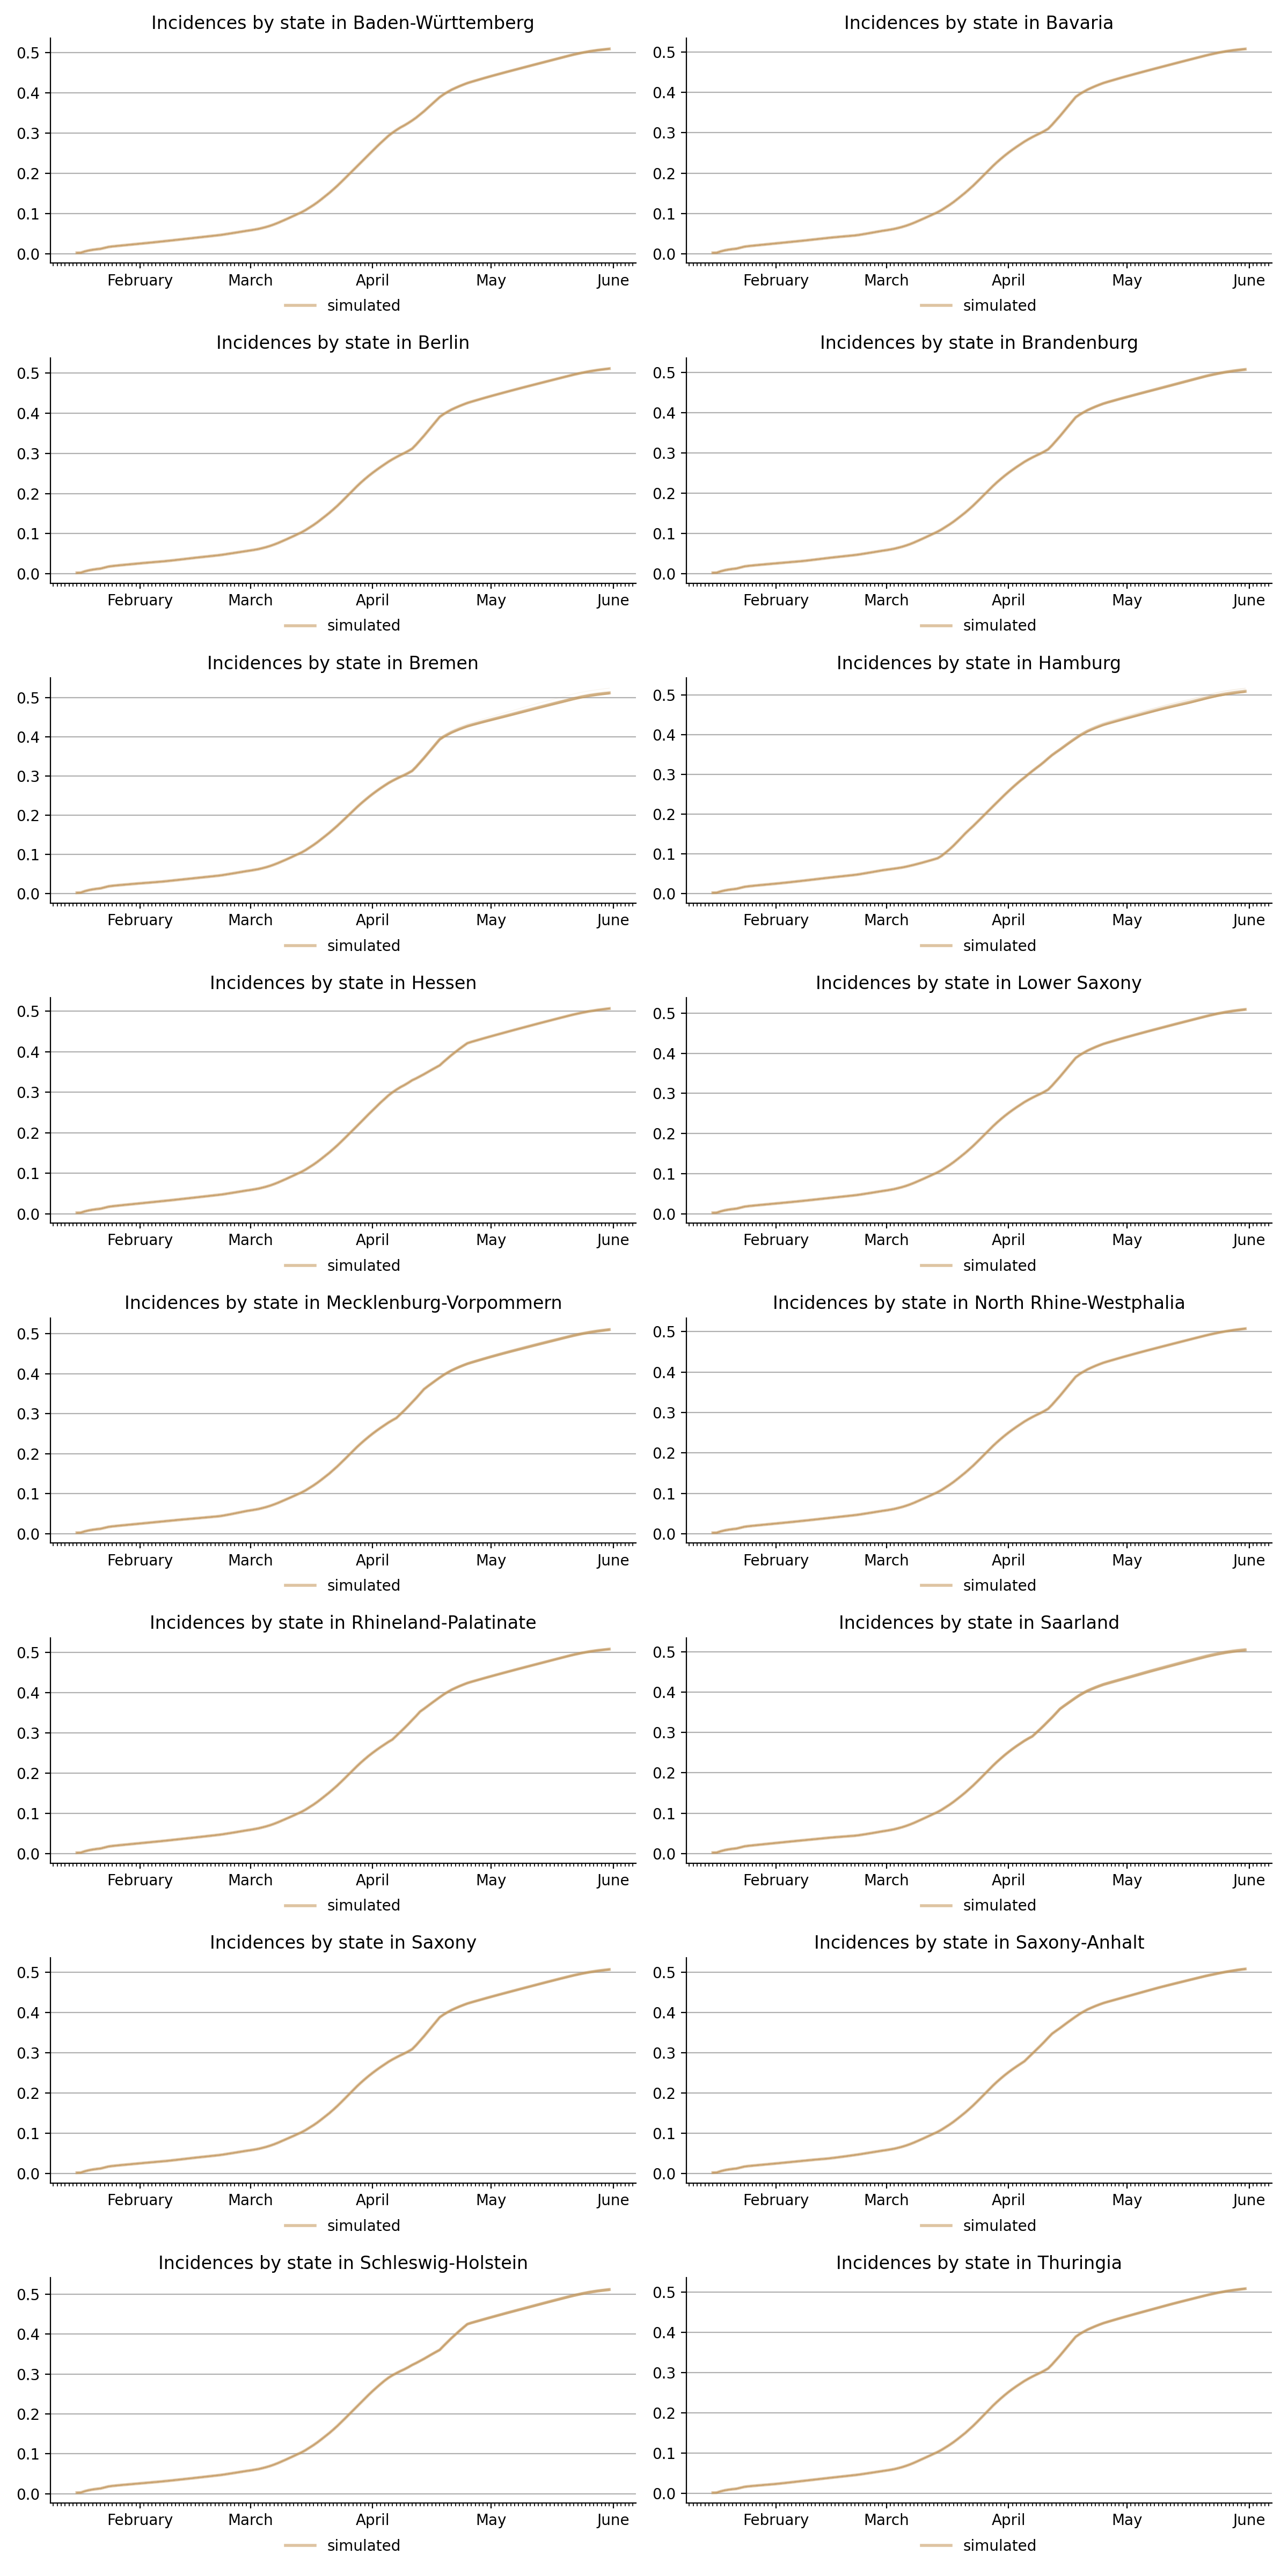 Incidences by state in Baden-Württemberg
0.5
0.4
0.3
0.2
0.1
0.0
February March April May June
simulated
Incidences by state in Bavaria
0.5
0.4
0.3
0.2
0.1
0.0
February March April May June
simulated
Incidences by state in Berlin
0.5
0.4
0.3
0.2
0.1
0.0
February March April May June
simulated
Incidences by state in Brandenburg
0.5
0.4
0.3
0.2
0.1
0.0
February March April May June
simulated
Incidences by state in Bremen
0.5
0.4
0.3
0.2
0.1
0.0
February March April May June
simulated
Incidences by state in Hamburg
0.5
0.4
0.3
0.2
0.1
0.0
February March April May June
simulated
Incidences by state in Hessen
0.5
0.4
0.3
0.2
0.1
0.0
February March April May June
simulated
Incidences by state in Lower Saxony
0.5
0.4
0.3
0.2
0.1
0.0
February March April May June
simulated
Incidences by state in Mecklenburg-Vorpommern
0.5
0.4
0.3
0.2
0.1
0.0
February March April May June
simulated
Incidences by state in North Rhine-Westphalia
0.5
0.4
0.3
0.2
0.1
0.0
February March April May June
simulated
Incidences by state in Rhineland-Palatinate
0.5
0.4
0.3
0.2
0.1
0.0
February March April May June
simulated
Incidences by state in Saarland
0.5
0.4
0.3
0.2
0.1
0.0
February March April May June
simulated
Incidences by state in Saxony
0.5
0.4
0.3
0.2
0.1
0.0
February March April May June
simulated
Incidences by state in Saxony-Anhalt
0.5
0.4
0.3
0.2
0.1
0.0
February March April May June
simulated
Incidences by state in Schleswig-Holstein
0.5
0.4
0.3
0.2
0.1
0.0
February March April May June
simulated
Incidences by state in Thuringia
0.5
0.4
0.3
0.2
0.1
0.0
February March April May June
simulated